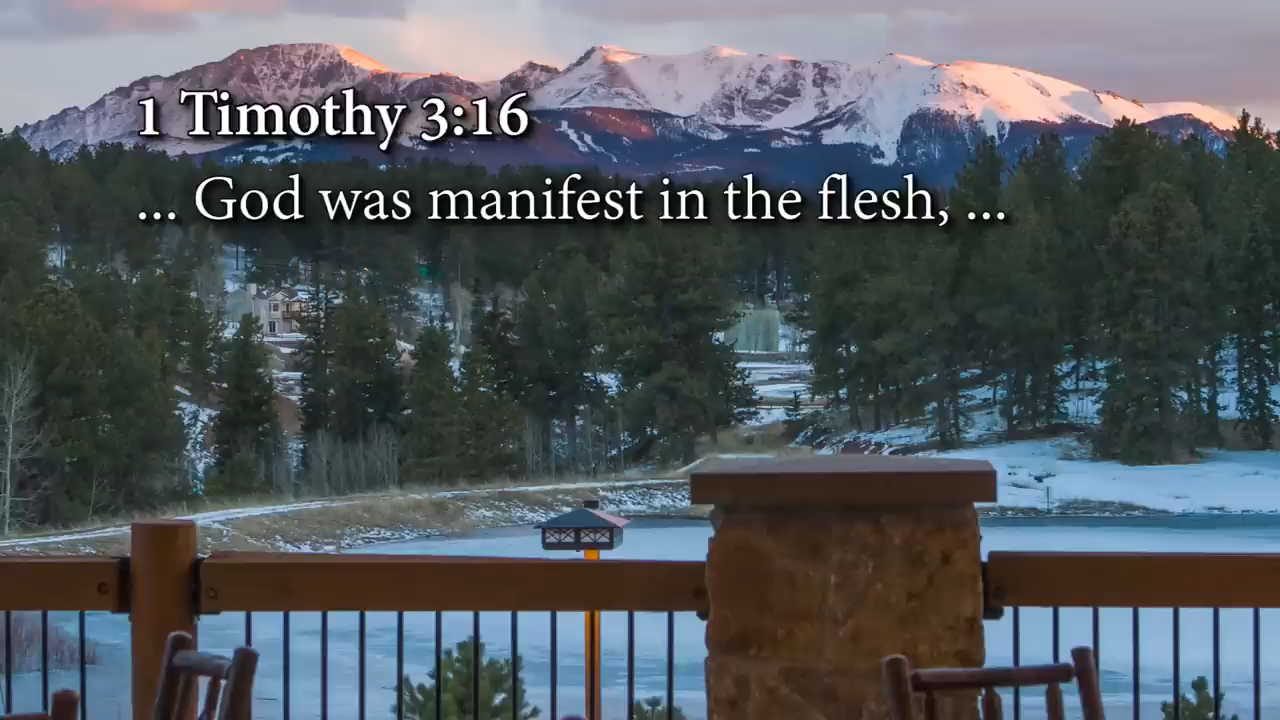 1 Timothy 3:16
... God was manifest in the flesh, ...